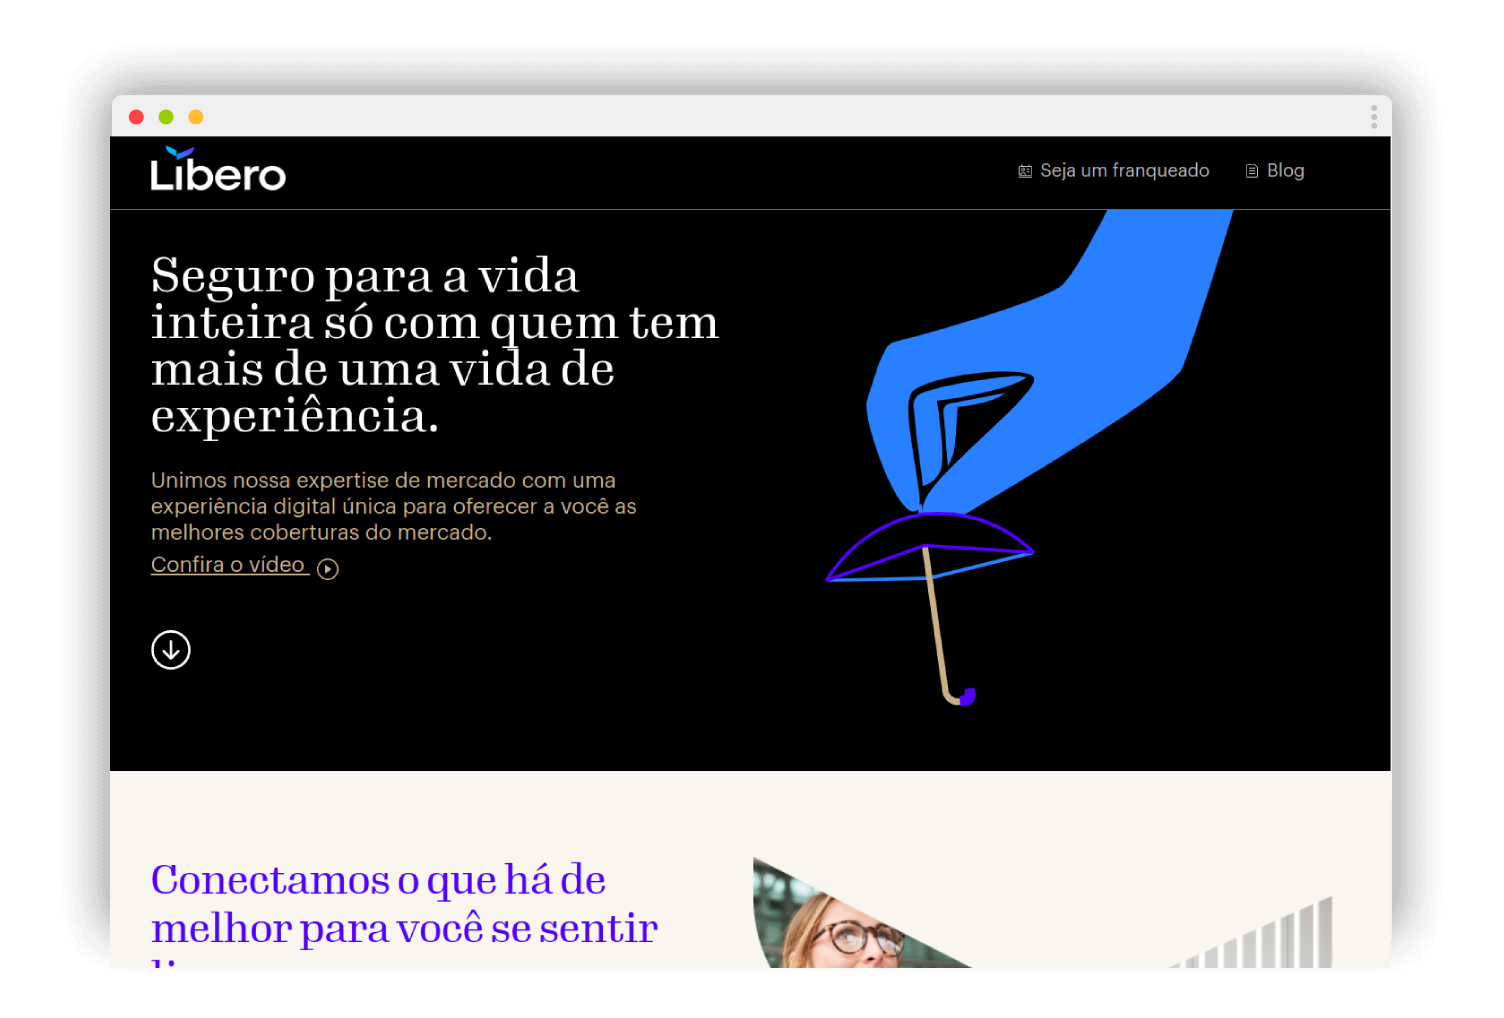 Libero
Seja um franqueado
Blog
Seguro para a vida
inteira só com quem tem
mais de uma vida de
experiência.
Unimos nossa expertise de mercado com uma
experiência digital única para oferecer a você as
melhores coberturas do mercado.
Confira o vídeo
Conectamos o que há de
melhor para você se sentir